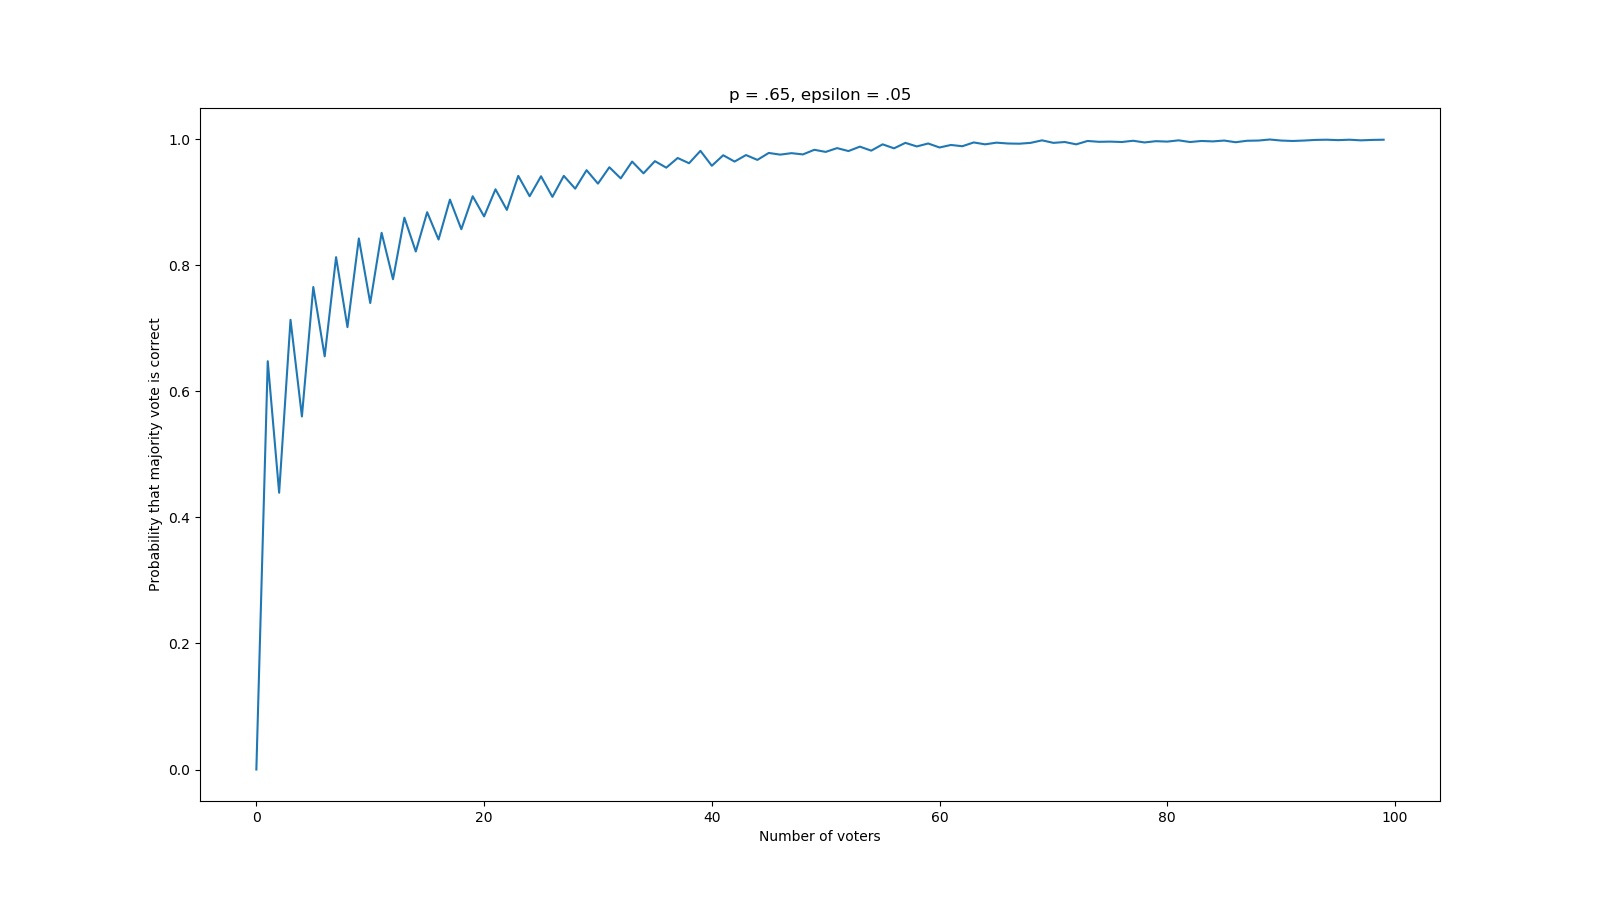 p = .65, epsilon = .05
Probability that majority vote is correct
1.0
0.8
0.6
0.4
0.2
0.0
0 20 40 60 80 100
Number of voters